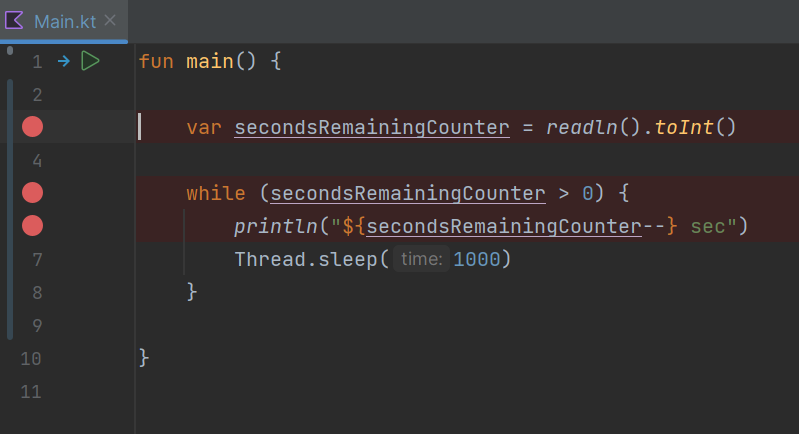 Main.kt
1 fun main() {
2
var secondsRemainingCounter = readln().toInt()
4
while (secondsRemainingCounter > 0) {
println("${secondsRemainingCounter--} sec")
7 Thread.sleep( time: 1000)
8 }
9
10 }
11